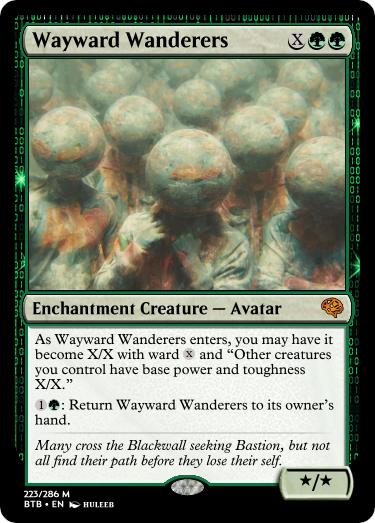 Wayward Wanderers X
Enchantment Creature — Avatar
As Wayward Wanderers enters, you may have it
become X/X with ward X and “Other creatures
you control have base power and toughness
X/X.”
1: Return Wayward Wanderers to its owner’s
hand.
Many cross the Blackwall seeking Bastion, but not
all find their path before they lose their self.
*/*
223/286 M
BTB • EN HULEEB